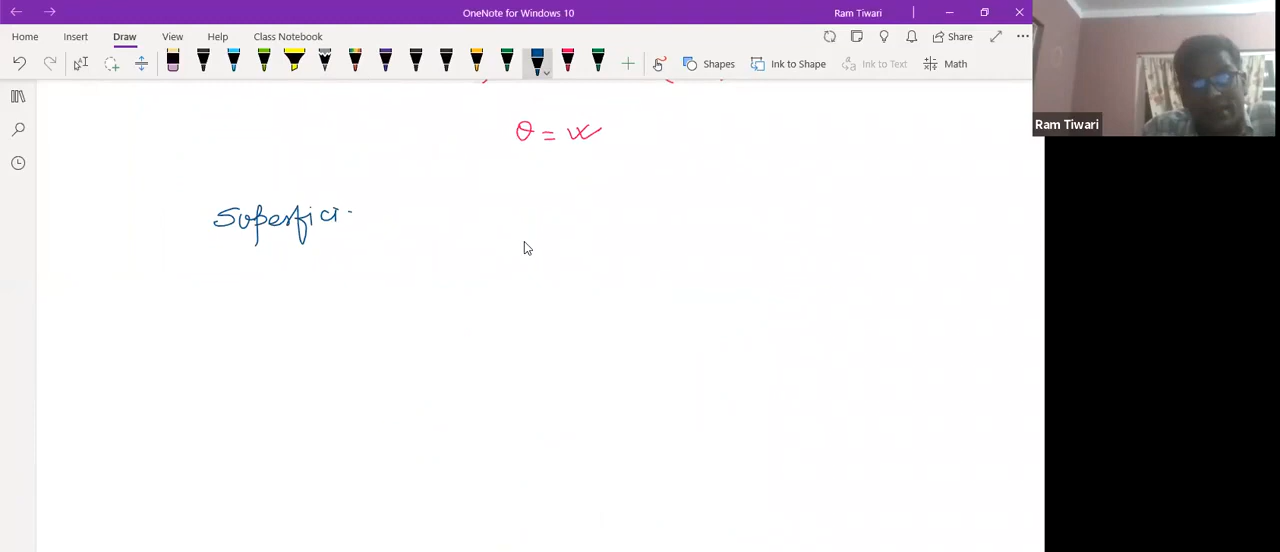 OneNote for Windows 10
Ram Tiwari
Home Insert Draw View Help Class Notebook
Share
Shapes Ink to Shape Ink to Text Math
Ram Tiwari
θ =
Superfici